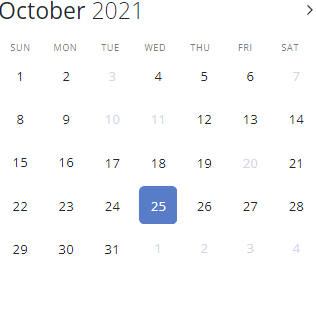 October 2021
SUN MON TUE WED THU FRI SAT
1 2 3 4 5 6 7
8 9 10 11 12 13 14
15 16 17 18 19 20 21
22 23 24 25 26 27 28
29 30 31 1 2 3 4